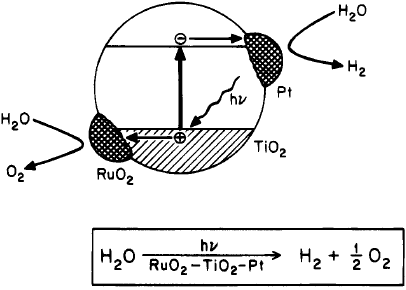 H₂O
⊖
H₂
Pt
hν
H₂O
⊕
TiO₂
O₂
RuO₂
H₂O hν RuO₂–TiO₂–Pt → H₂ + ½ O₂